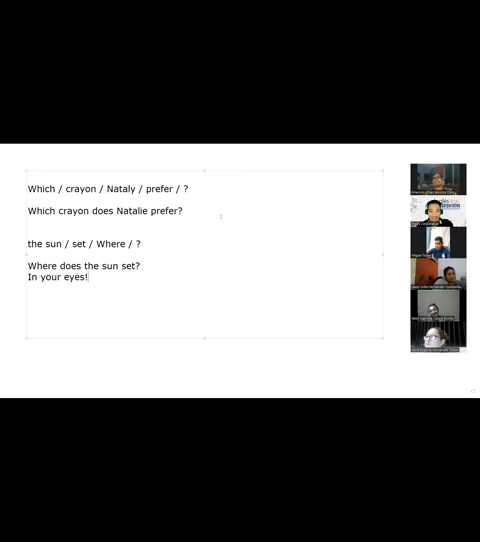 Which / crayon / Nataly / prefer / ?
Which crayon does Natalie prefer?
the sun / set / Where / ?
Where does the sun set?
In your eyes!
Corporativo